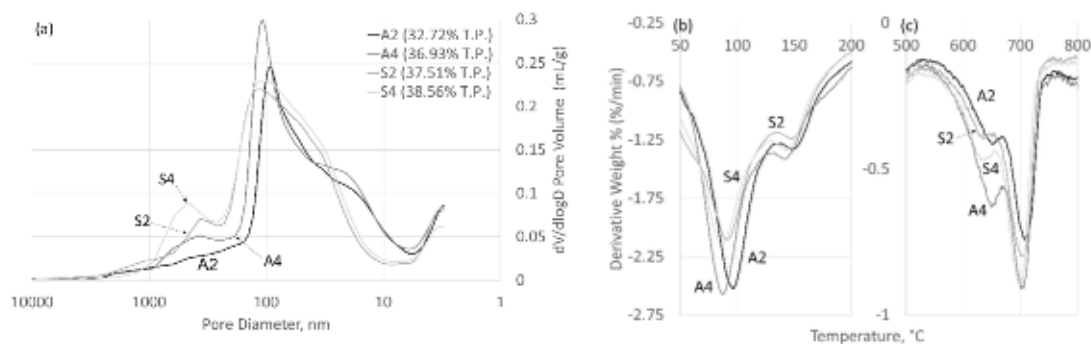 (a)
A2 (32.72% T.P.)
A4 (36.93% T.P.)
S2 (37.51% T.P.)
S4 (38.56% T.P.)
S4
S2
A2
A4
0.3
0.25
0.2
0.15
0.1
0.05
0
dV/dlogD Pore Volume (mL/g)
10000 1000 100 10 1
Pore Diameter, nm
(b)
50 100 150 200
-0.25
-0.75
-1.25
-1.75
-2.25
-2.75
Derivative Weight % (%/min)
S2
S4
A2
A4
(c)
500 600 700 800
0
-0.5
-1
A2
S2
S4
A4
Temperature, °C